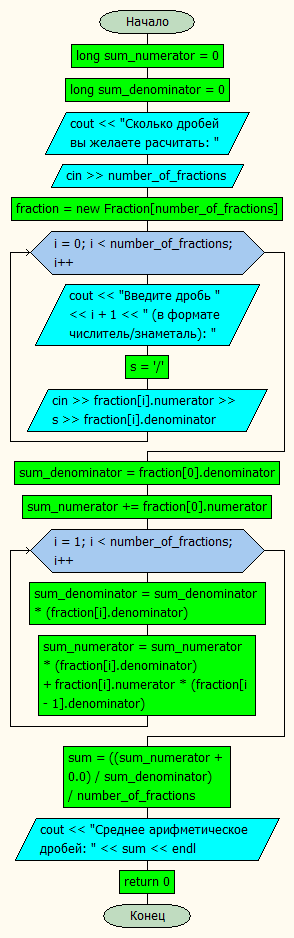 Начало
long sum_numerator = 0
long sum_denominator = 0
cout << "Сколько дробей
вы желаете расчитать: "
cin >> number_of_fractions
fraction = new Fraction[number_of_fractions]
i = 0; i < number_of_fractions;
i++
cout << "Введите дробь "
<< i + 1 << " (в формате
числитель/знаметаль): "
s = '/'
cin >> fraction[i].numerator >>
s >> fraction[i].denominator
sum_denominator = fraction[0].denominator
sum_numerator += fraction[0].numerator
i = 1; i < number_of_fractions;
i++
sum_denominator = sum_denominator
* (fraction[i].denominator)
sum_numerator = sum_numerator
* (fraction[i].denominator)
+ fraction[i].numerator * (fraction[i
- 1].denominator)
sum = ((sum_numerator +
0.0) / sum_denominator)
/ number_of_fractions
cout << "Среднее арифметическое
дробей: " << sum << endl
return 0
Конец